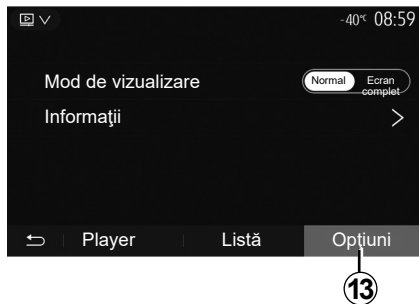 -40°C 08:59
Mod de vizualizare Normal Ecran complet
Informaţii
Player Listă Opţiuni
13